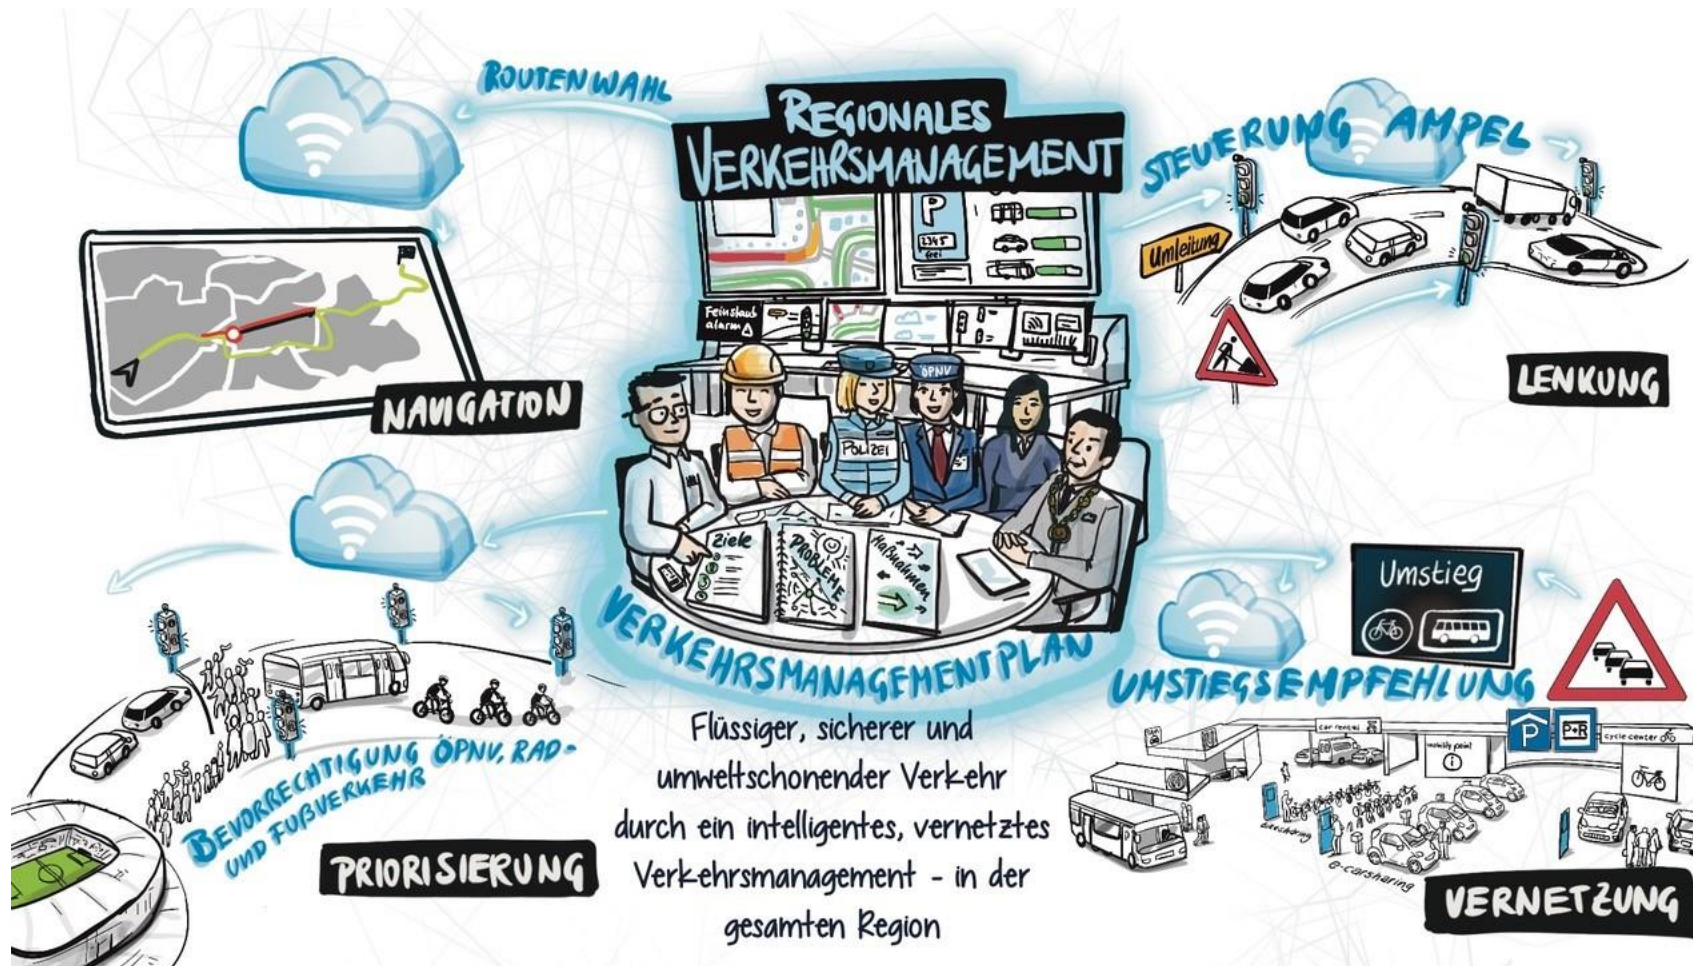 ROUTENWAHL
REGIONALES
VERKEHRSMANAGEMENT
STEUERUNG AMPEL
P
2345
frei
Umleitung
Feinstaub
alarm
NAVIGATION
LENKUNG
ÖPNV
POLIZEI
Ziele
PROBLEME
Maßnahmen
VERKEHRSMANAGEMENTPLAN
Umstieg
UMSTIEGSEMPFEHLUNG
BEVORRECHTIGUNG ÖPNV, RAD-
UND FUßVERKEHR
PRIORISIERUNG
Flüssiger, sicherer und
umweltschonender Verkehr
durch ein intelligentes, vernetztes
Verkehrsmanagement - in der
gesamten Region
car rental
P
P+R
cycle center
mobility point
i
e-carsharing
VERNETZUNG